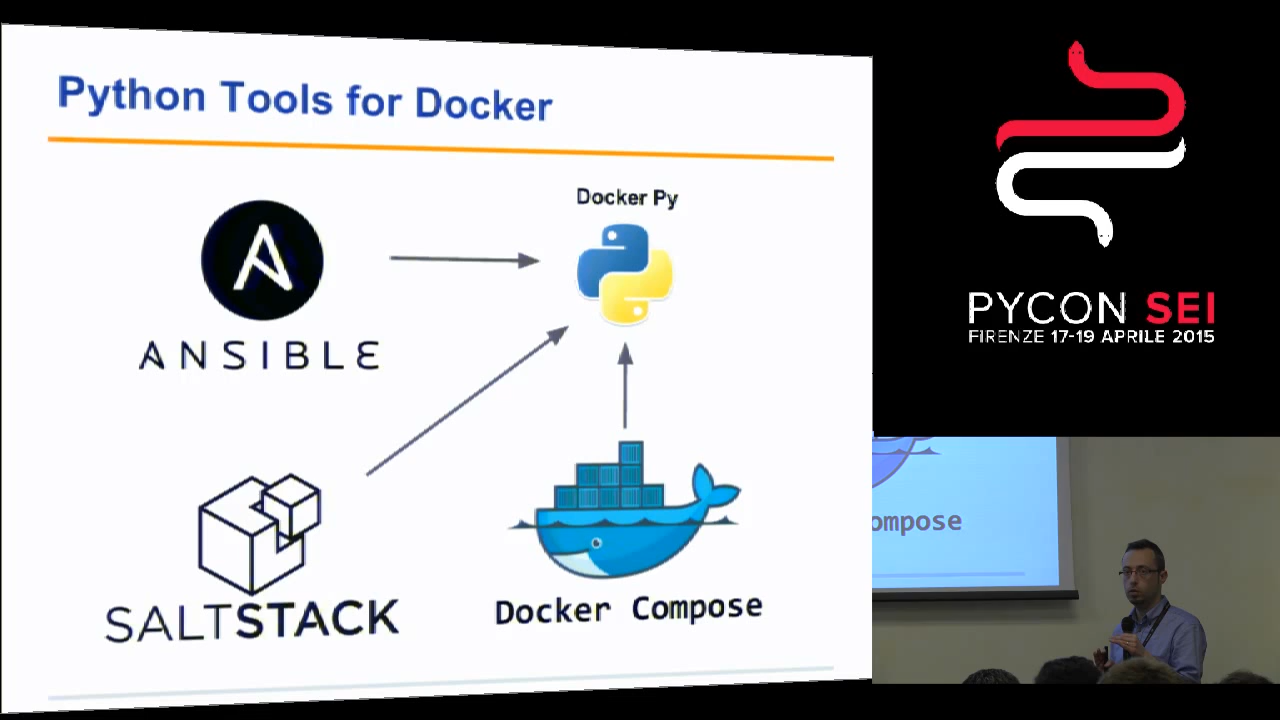 Python Tools for Docker
Docker Py
ANSIBLE
SALTSTACK
Docker Compose
PYCON SEI
FIRENZE 17-19 APRILE 2015
ompose